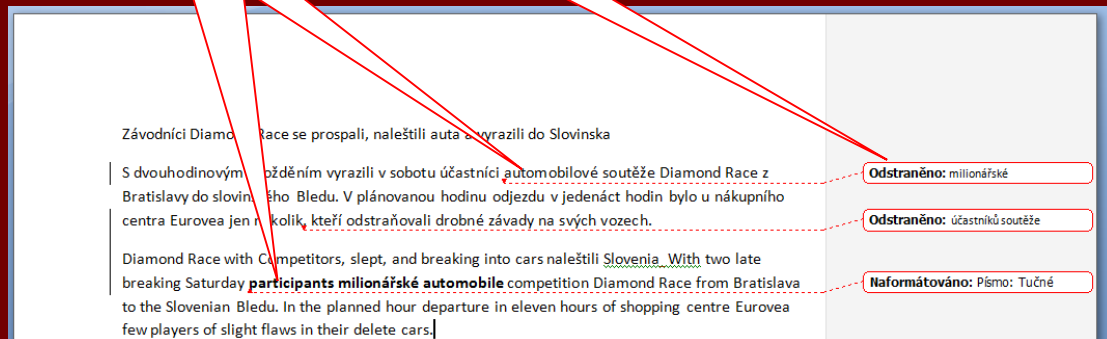 Závodníci Diamo Race se prospali, naleštili auta a vyrazili do Slovinska
S dvouhodinovým ožděním vyrazili v sobotu účastníci automobilové soutěže Diamond Race z
Bratislavy do slovin ého Bledu. V plánovanou hodinu odjezdu v jedenáct hodin bylo u nákupního
centra Eurovea jen n kolik, kteří odstraňovali drobné závady na svých vozech.
Diamond Race with Competitors, slept, and breaking into cars naleštili Slovenia With two late
breaking Saturday participants milionářské automobile competition Diamond Race from Bratislava
to the Slovenian Bledu. In the planned hour departure in eleven hours of shopping centre Eurovea
few players of slight flaws in their delete cars.
Odstraněno: milionářské
Odstraněno: účastníků soutěže
Naformátováno: Písmo: Tučné